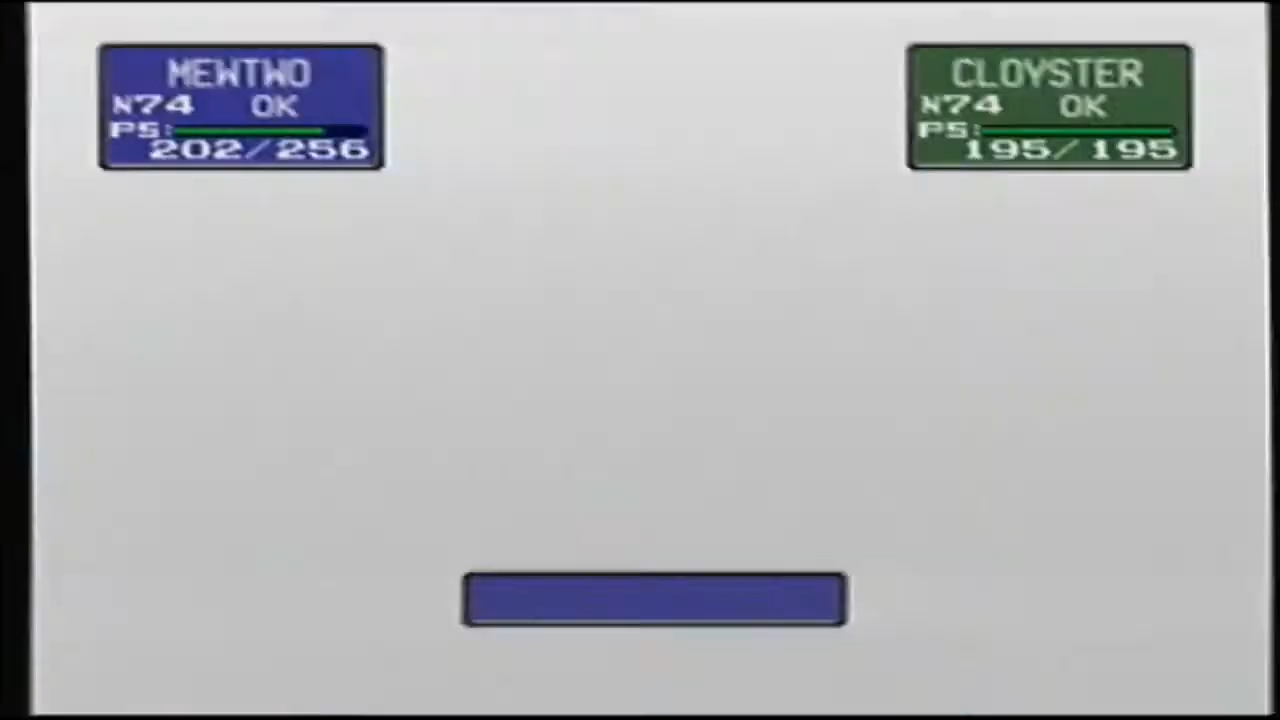 MEWTWO
N74 OK
PS:
202/256
CLOYSTER
N74 OK
PS:
195/195